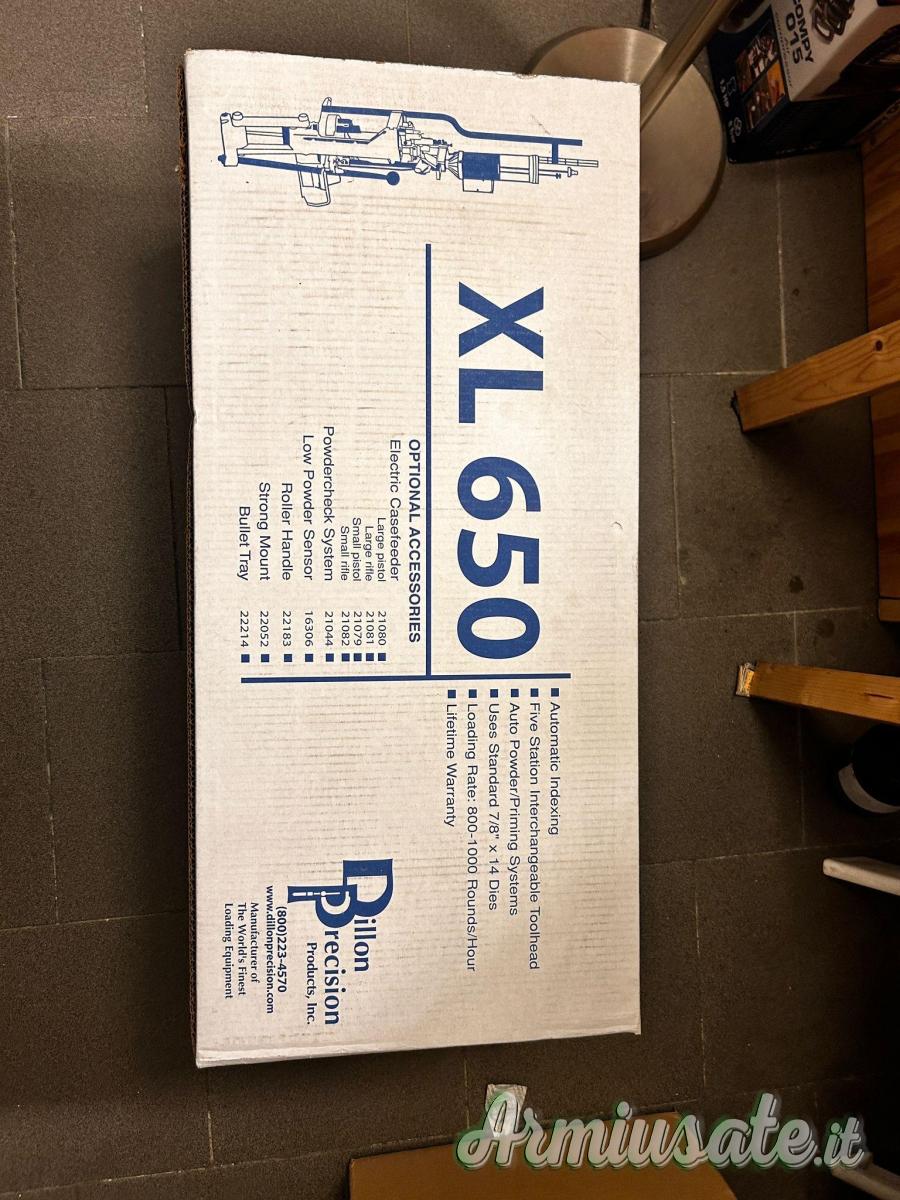 XL 650
Automatic Indexing
Five Station Interchangeable Toolhead
Auto Powder/Priming Systems
Uses Standard 7/8" x 14 Dies
Loading Rate: 800-1000 Rounds/Hour
Lifetime Warranty
OPTIONAL ACCESSORIES
Electric Casefeeder
Large pistol 21080
Large rifle 21081
Small pistol 21079
Small rifle 21082
Powdercheck System 21044
Low Powder Sensor 16306
Roller Handle 22183
Strong Mount 22052
Bullet Tray 22214
Dillon
Precision
Products, Inc.
(800)223-4570
www.dillonprecision.com
Manufacturer of
The World's Finest
Loading Equipment
COMPY
015
Armiusate.it